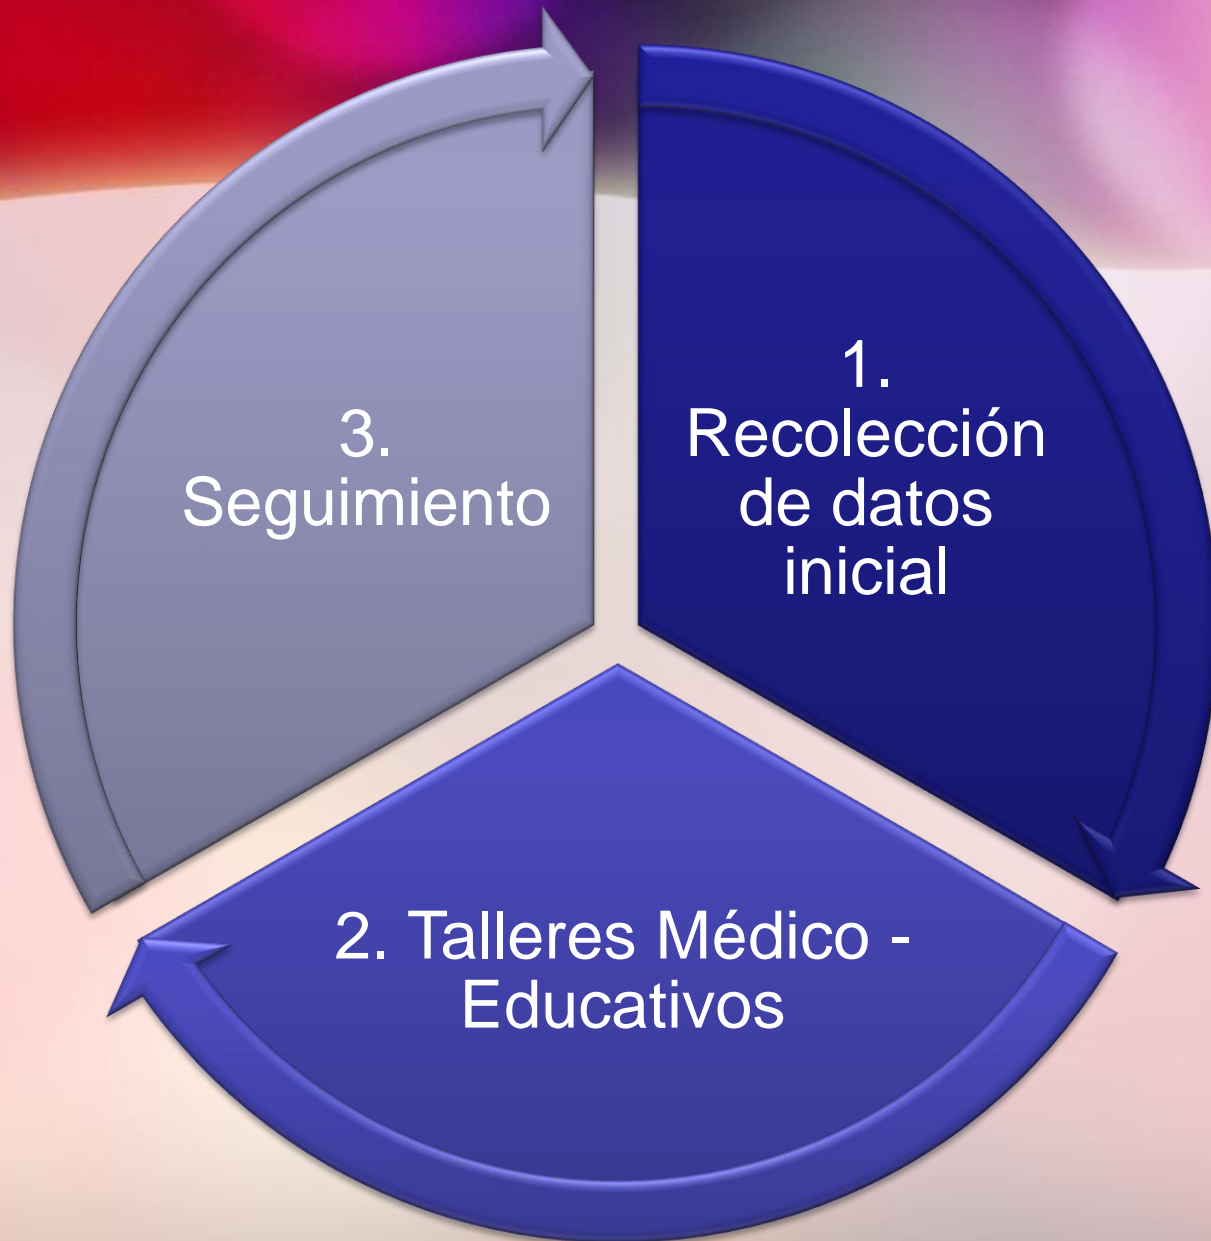 1.
Recolección
de datos
inicial
2. Talleres Médico -
Educativos
3.
Seguimiento